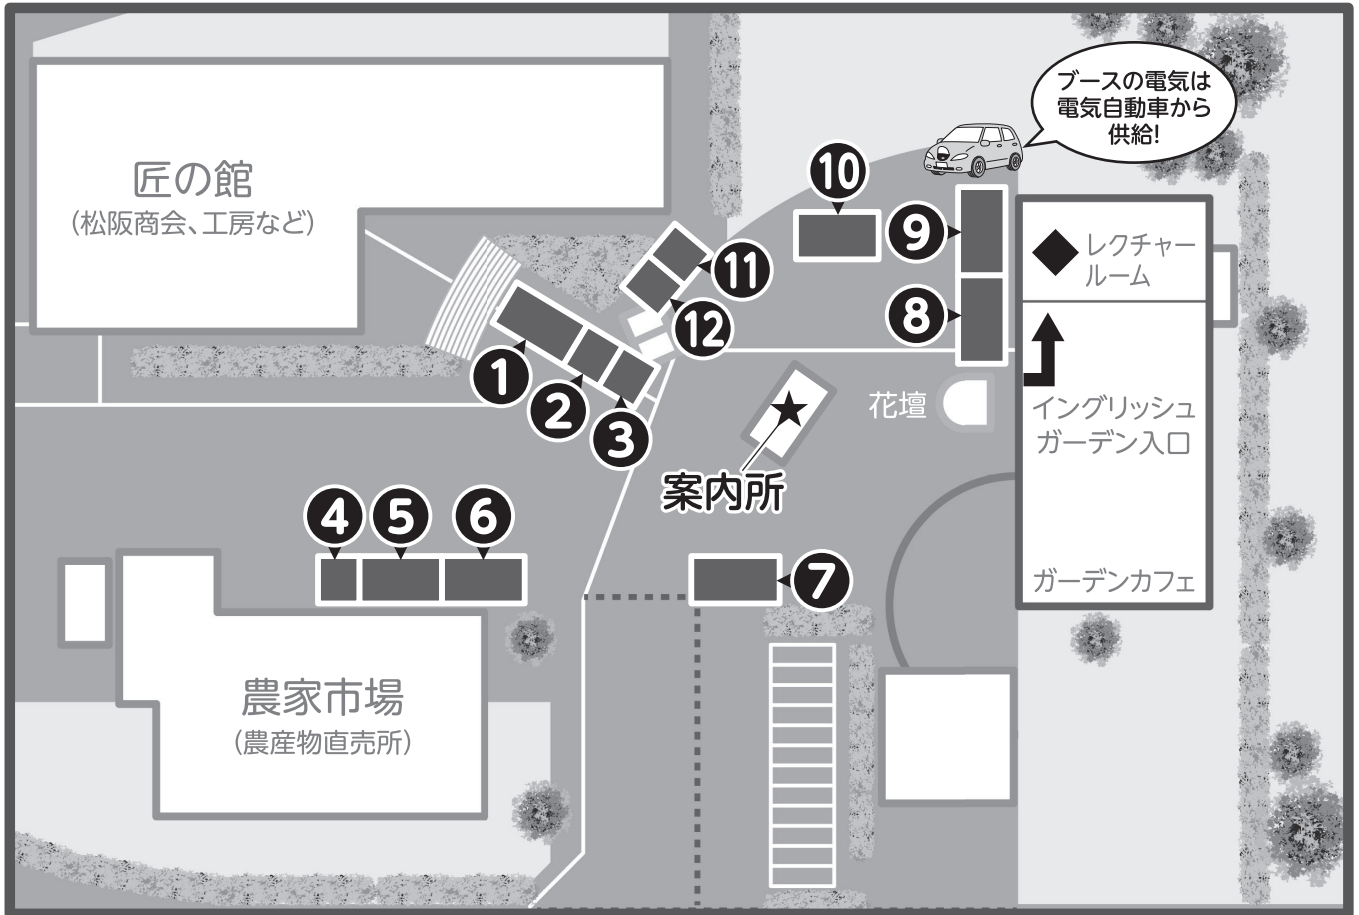 ブースの電気は
電気自動車から
供給!
匠の館
(松阪商会、工房など)
10
9
11
レクチャー
ルーム
8
12
1
2
3
花壇
イングリッシュ
ガーデン入口
案内所
4
5
6
7
ガーデンカフェ
農家市場
(農産物直売所)